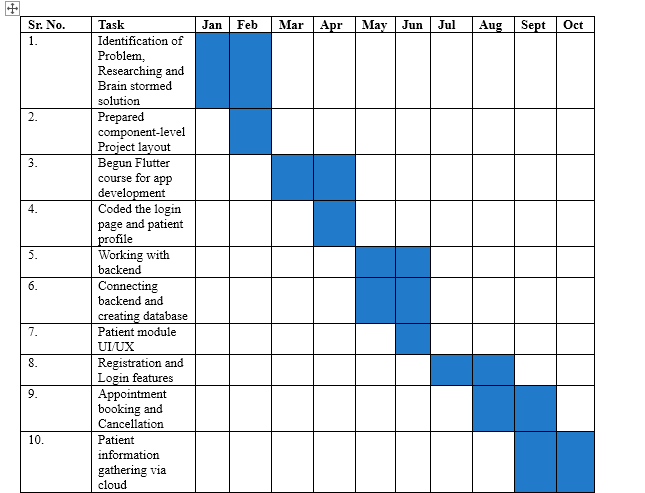 Sr. No. Task Jan Feb Mar Apr May Jun Jul Aug Sept Oct
1. Identification of
Problem,
Researching and
Brain stormed
solution
2. Prepared
component-level
Project layout
3. Begun Flutter
course for app
development
4. Coded the login
page and patient
profile
5. Working with
backend
6. Connecting
backend and
creating database
7. Patient module
UI/UX
8. Registration and
Login features
9. Appointment
booking and
Cancellation
10. Patient
information
gathering via
cloud